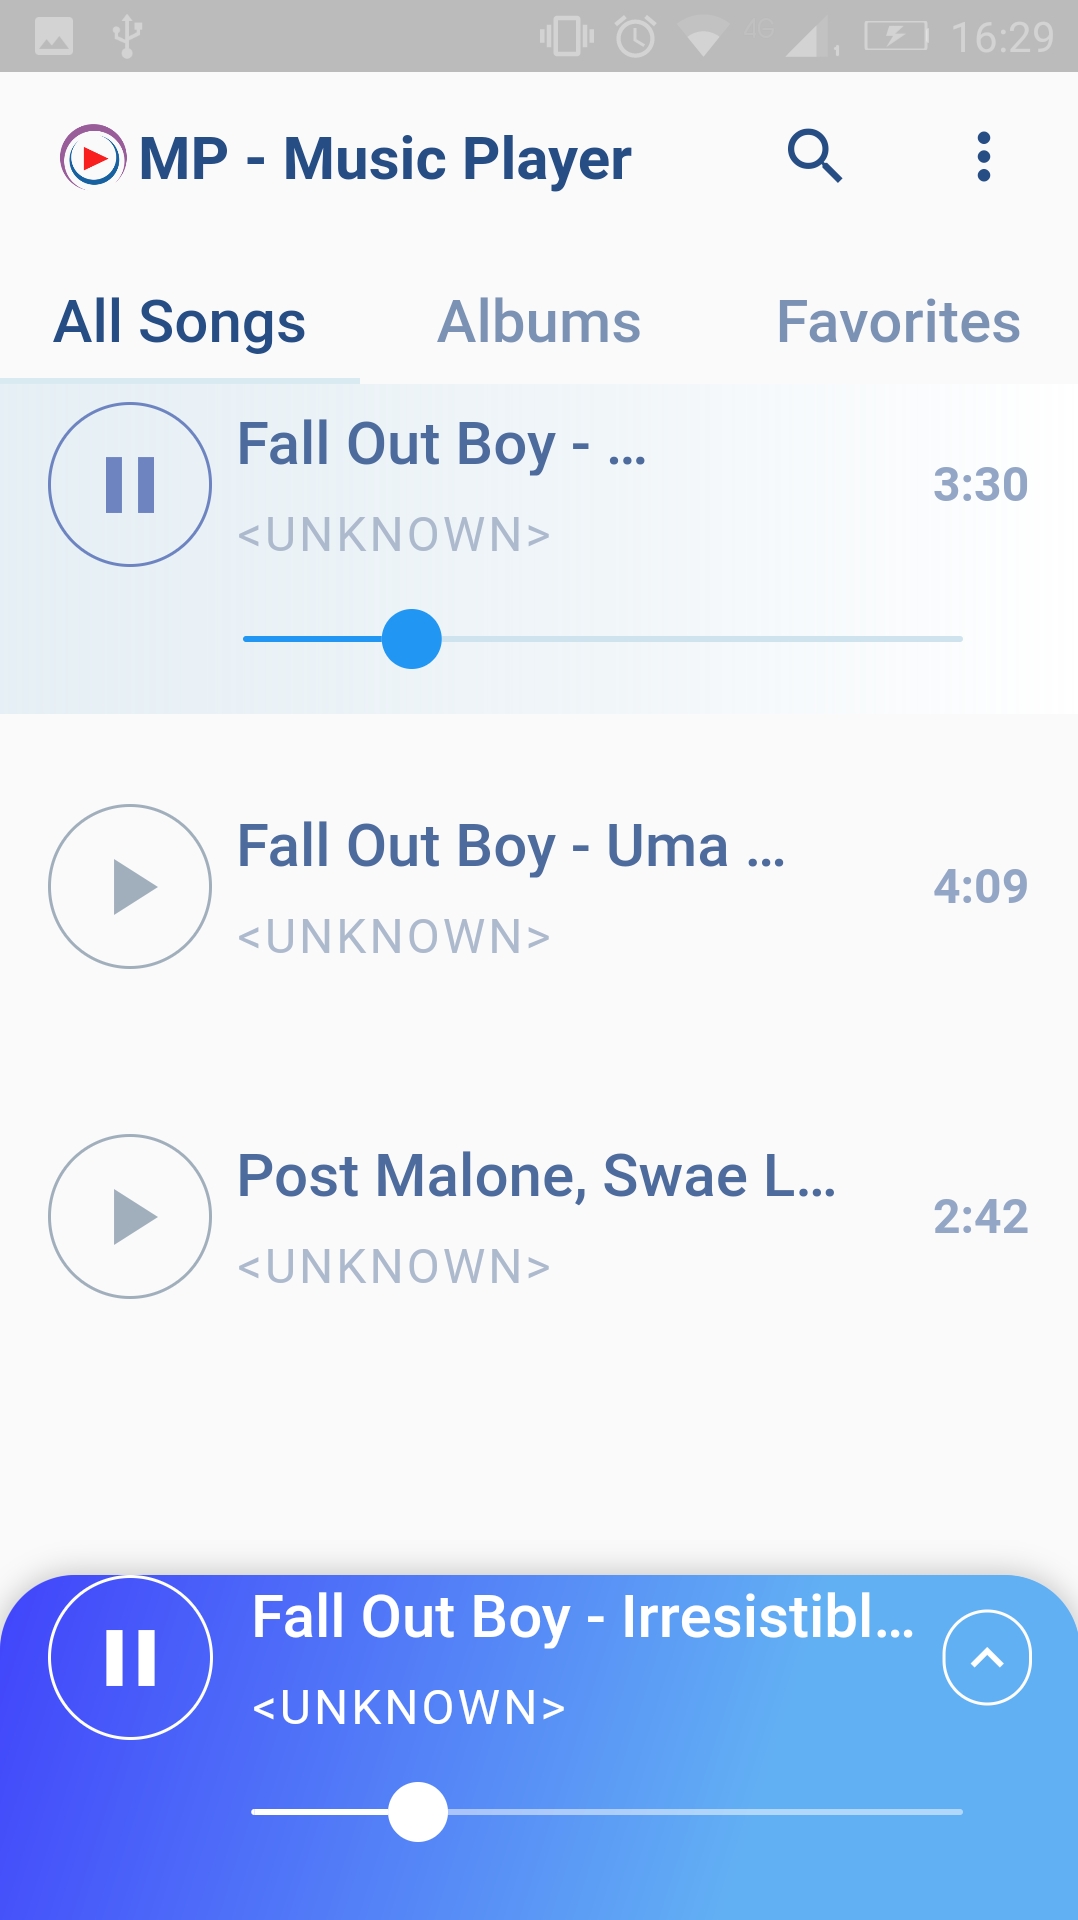 4G 1 16:29
MP - Music Player
All Songs Albums Favorites
Fall Out Boy - ...
3:30
<UNKNOWN>
Fall Out Boy - Uma ...
4:09
<UNKNOWN>
Post Malone, Swae L...
2:42
<UNKNOWN>
Fall Out Boy - Irresistibl...
<UNKNOWN>